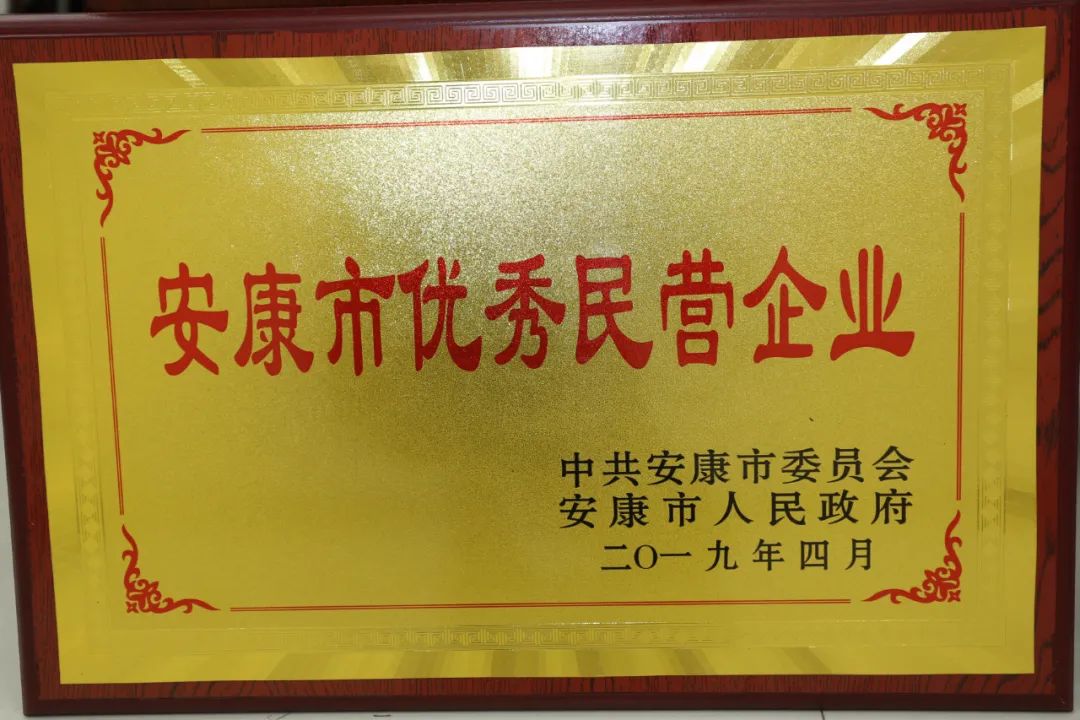 安康市优秀民营企业
中共安康市委员会
安康市人民政府
二〇一九年四月